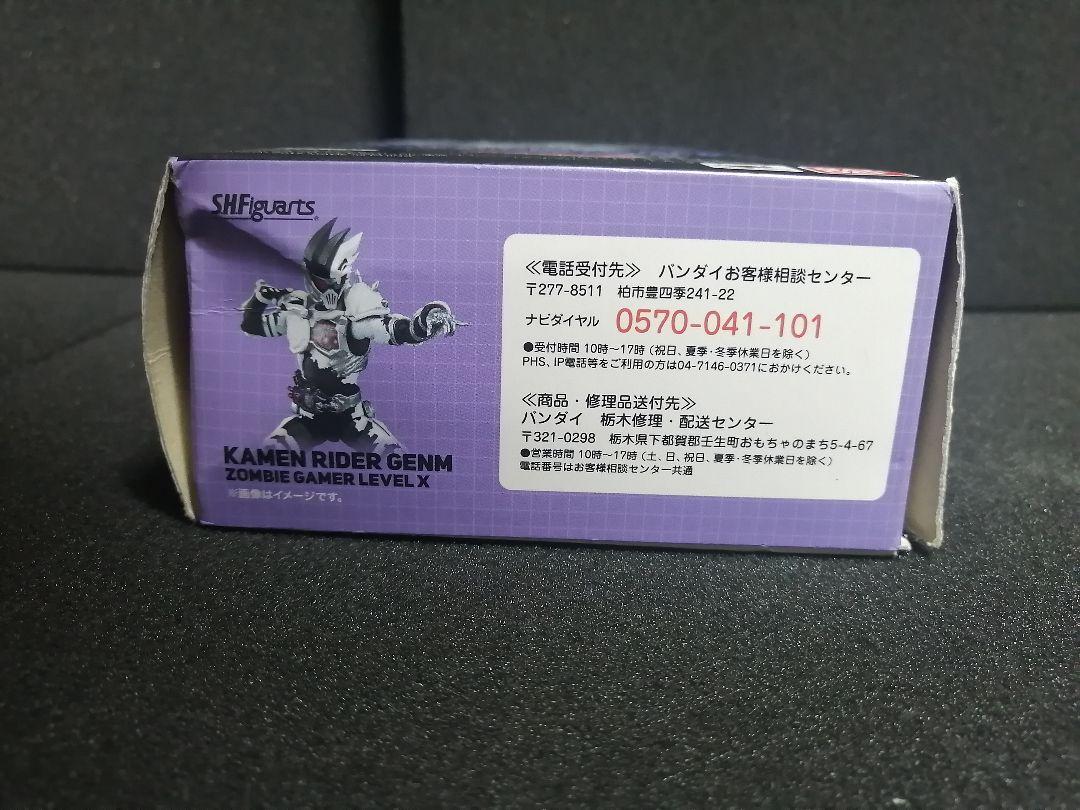 S.H.Figuarts
KAMEN RIDER GENM
ZOMBIE GAMER LEVEL X
※画像はイメージです。
≪電話受付先≫ バンダイお客様相談センター
〒277-8511 柏市豊四季241-22
ナビダイヤル 0570-041-101
●受付時間 10時～17時（祝日、夏季・冬季休業日を除く）
PHS、IP電話等をご利用の方は04-7146-0371におかけください。
≪商品・修理品送付先≫
バンダイ 栃木修理・配送センター
〒321-0298 栃木県下都賀郡壬生町おもちゃのまち5-4-67
●営業時間 10時～17時（土、日、祝日、夏季・冬季休業日を除く）
電話番号はお客様相談センター共通